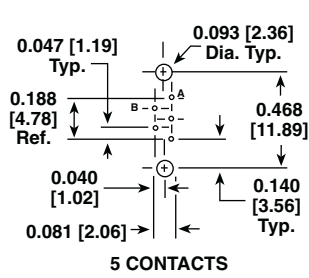 0.093 [2.36]
Dia. Typ.
0.047 [1.19]
Typ.
A
B
0.188
[4.78]
Ref.
0.468
[11.89]
0.040
[1.02]
0.140
[3.56]
Typ.
0.081 [2.06]
5 CONTACTS